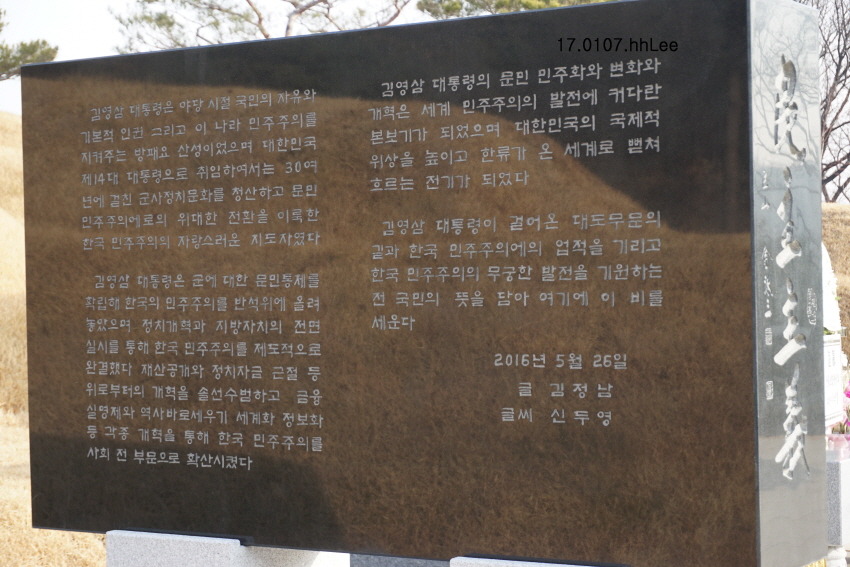 17.0107.hhLee
김영삼 대통령은 야당 시절 국민의 자유와
기본적 인권 그리고 이 나라 민주주의를
지켜주는 방패요 산성이었으며 대한민국
제14대 대통령으로 취임하여서는 30여
년에 걸친 군사정치문화를 청산하고 문민
민주주의에로의 위대한 전환을 이룩한
한국 민주주의의 자랑스러운 지도자였다
김영삼 대통령은 군에 대한 문민통제를
확립해 한국의 민주주의를 반석위에 올려
놓았으며 정치개혁과 지방자치의 전면
실시를 통해 한국 민주주의를 제도적으로
완결했다 재산공개와 정치자금 근절 등
위로부터의 개혁을 솔선수범하고 금융
실명제와 역사바로세우기 세계화 정보화
등 각종 개혁을 통해 한국 민주주의를
사회 전 부문으로 확산시켰다
김영삼 대통령의 문민 민주화와 변화와
개혁은 세계 민주주의의 발전에 커다란
본보기가 되었으며 대한민국의 국제적
위상을 높이고 한류가 온 세계로 뻗쳐
흐르는 전기가 되었다
김영삼 대통령이 걸어온 대도무문의
길과 한국 민주주의에의 업적을 기리고
한국 민주주의의 무궁한 발전을 기원하는
전 국민의 뜻을 담아 여기에 이 비를
세운다
2016년 5월 26일
글 김정남
글씨 신두영
民主主義